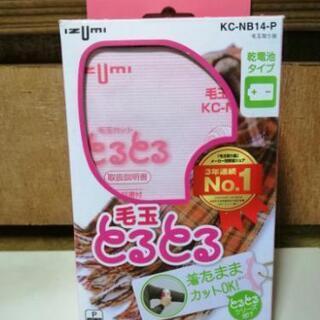 IZUMI
KC-NB14-P
毛玉取り器
乾電池
タイプ
IZUMI
毛玉
KC-N
毛玉カット
とるとる
取扱説明書
3年連続
No.1
毛玉
とるとる
着たまま
カットOK!
とるとる
P